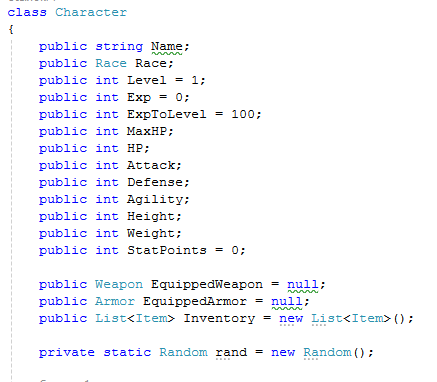 class Character
{
public string Name;
public Race Race;
public int Level = 1;
public int Exp = 0;
public int ExpToLevel = 100;
public int MaxHP;
public int HP;
public int Attack;
public int Defense;
public int Agility;
public int Height;
public int Weight;
public int StatPoints = 0;
public Weapon EquippedWeapon = null;
public Armor EquippedArmor = null;
public List<Item> Inventory = new List<Item>();
private static Random rand = new Random();